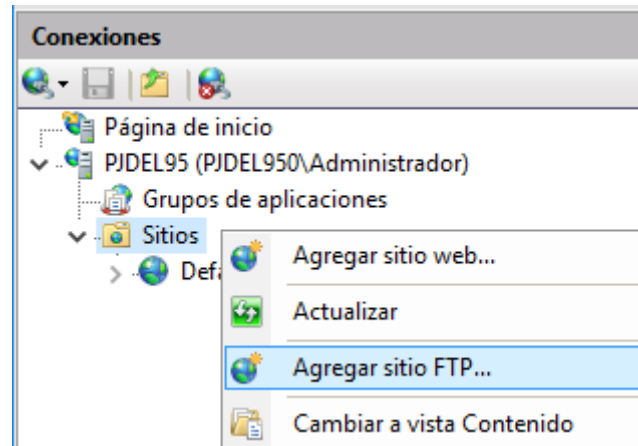 Conexiones
Página de inicio
PJDEL95 (PJDEL950\Administrador)
Grupos de aplicaciones
Sitios
Agregar sitio web...
Actualizar
Agregar sitio FTP...
Cambiar a vista Contenido